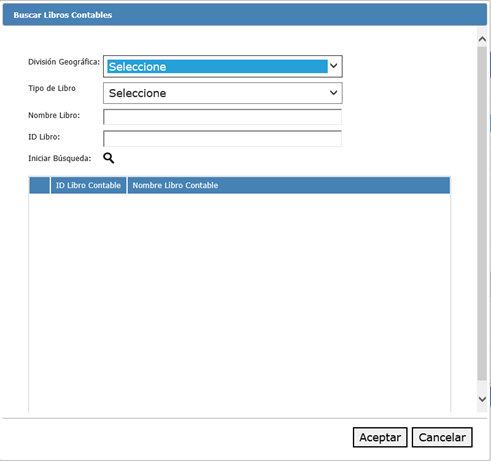 Buscar Libros Contables
División Geográfica: Seleccione
Tipo de Libro Seleccione
Nombre Libro:
ID Libro:
Iniciar Búsqueda:
ID Libro Contable Nombre Libro Contable
Aceptar Cancelar